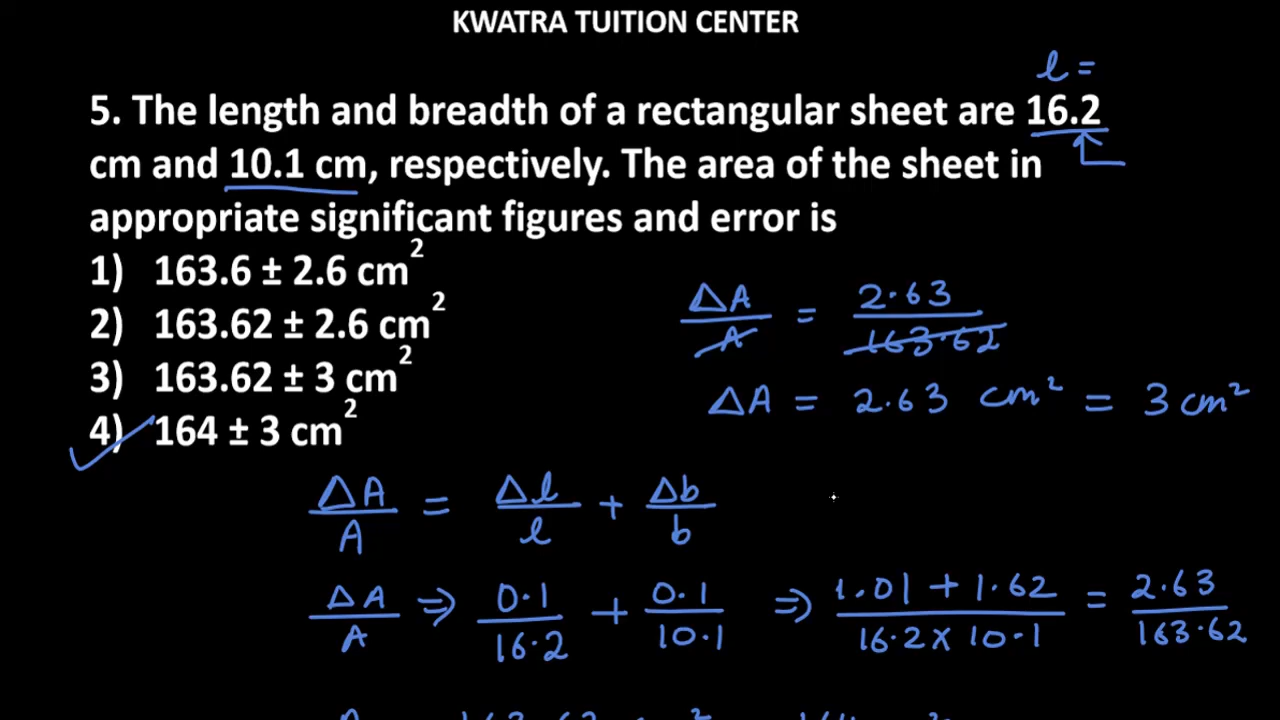 KWATRA TUITION CENTER
l =
5. The length and breadth of a rectangular sheet are 16.2
cm and 10.1 cm, respectively. The area of the sheet in
appropriate significant figures and error is
1) 163.6 ± 2.6 cm²
2) 163.62 ± 2.6 cm²
3) 163.62 ± 3 cm²
4) 164 ± 3 cm²
ΔA/A = 2.63/163.62
ΔA = 2.63 cm² = 3 cm²
ΔA/A = Δl/l + Δb/b
ΔA/A ⇒ 0.1/16.2 + 0.1/10.1 ⇒ 1.01 + 1.62/16.2 × 10.1 = 2.63/163.62